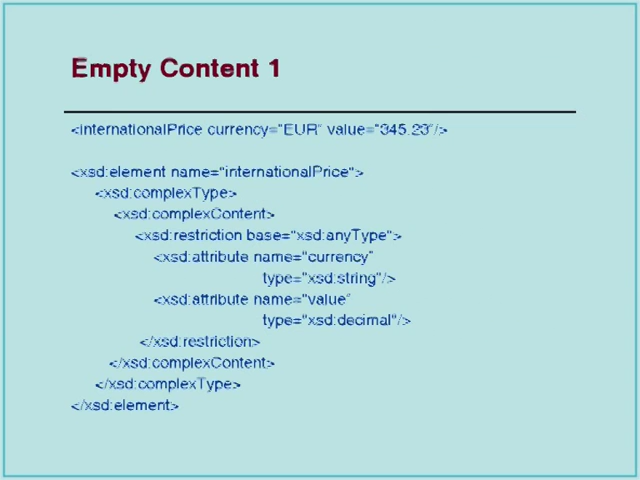 Empty Content 1
<internationalPrice currency="EUR" value="345.23"/>
<xsd:element name="internationalPrice">
<xsd:complexType>
<xsd:complexContent>
<xsd:restriction base="xsd:anyType">
<xsd:attribute name="currency"
type="xsd:string"/>
<xsd:attribute name="value"
type="xsd:decimal"/>
</xsd:restriction>
</xsd:complexContent>
</xsd:complexType>
</xsd:element>